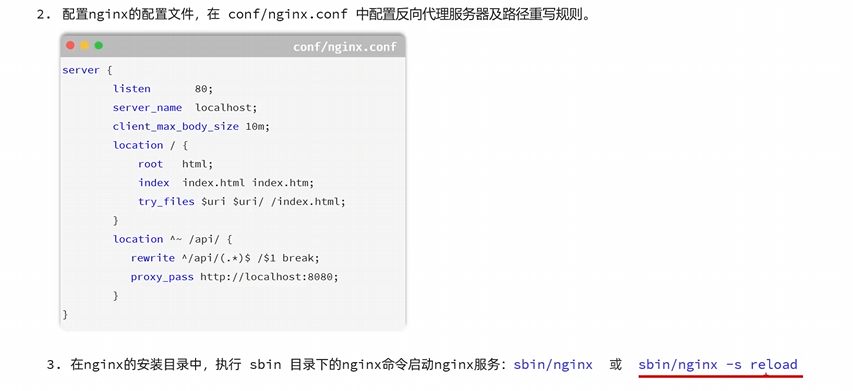 2. 配置nginx的配置文件，在 conf/nginx.conf 中配置反向代理服务器及路径重写规则。
conf/nginx.conf
server {
listen 80;
server_name localhost;
client_max_body_size 10m;
location / {
root html;
index index.html index.htm;
try_files $uri $uri/ /index.html;
}
location ^~ /api/ {
rewrite ^/api/(.*)$ /$1 break;
proxy_pass http://localhost:8080;
}
}
3. 在nginx的安装目录中，执行 sbin 目录下的nginx命令启动nginx服务：sbin/nginx 或 sbin/nginx -s reload